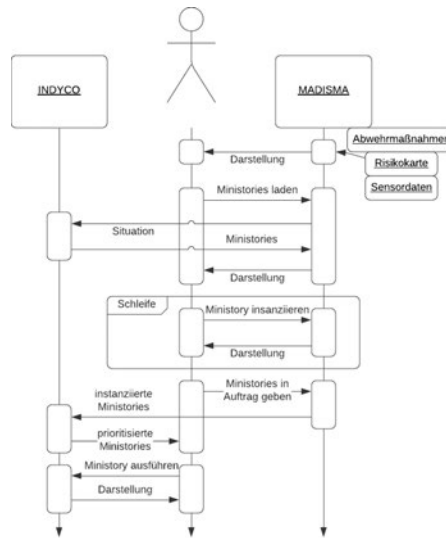 INDYCO
MADISMA
Abwehrmaßnahmen
Darstellung
Risikokarte
Sensordaten
Ministories laden
Situation
Ministories
Darstellung
Schleife
Ministory insanziieren
Darstellung
Ministories in
Auftrag geben
instanziierte
Ministories
prioritisierte
Ministories
Ministory ausführen
Darstellung